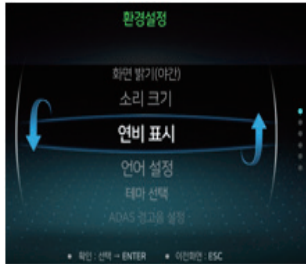 환경설정
화면 밝기(야간)
소리 크기
연비 표시
언어 설정
테마 선택
ADAS 경고음 설정
• 확인 : 선택 → ENTER • 이전화면 : ESC